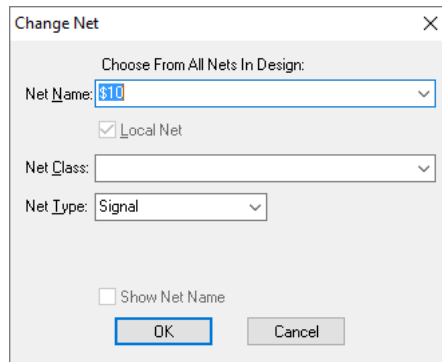 Change Net
Choose From All Nets In Design:
Net Name: $10
Local Net
Net Class:
Net Type: Signal
Show Net Name
OK Cancel